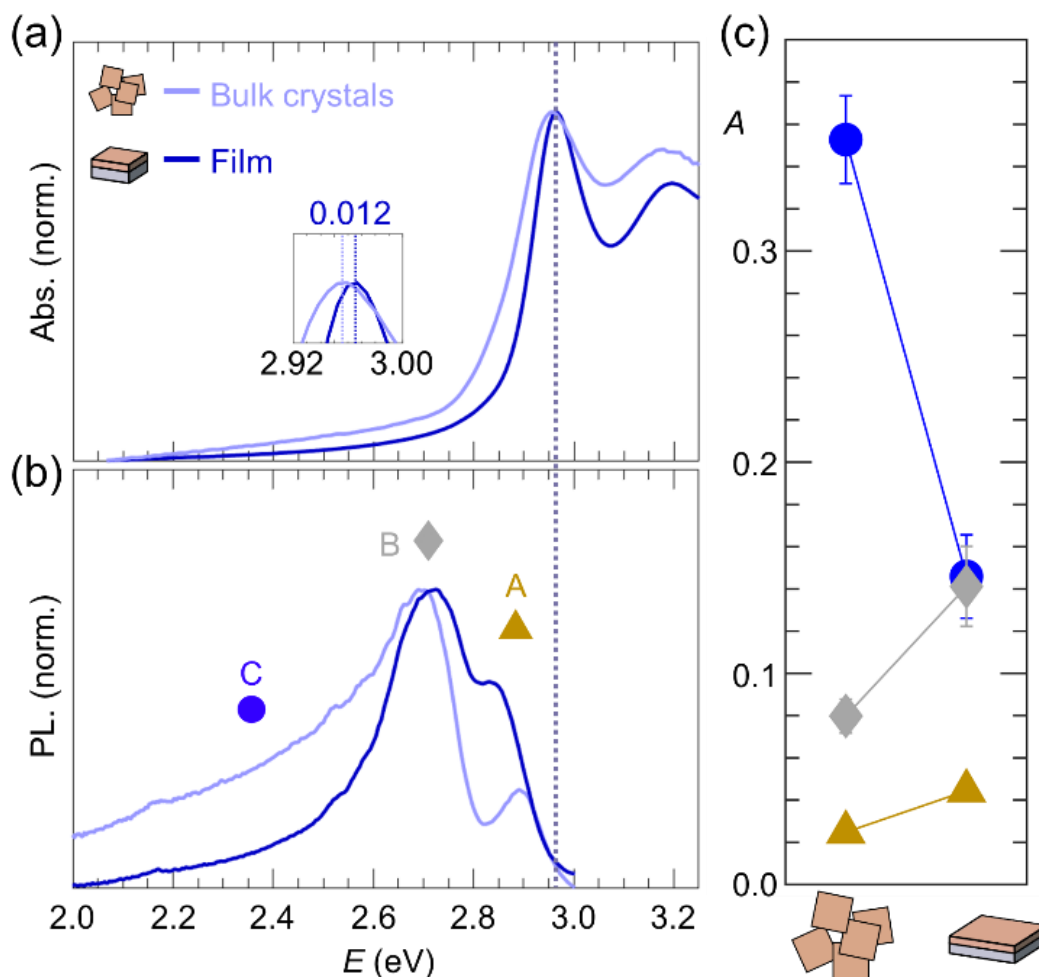 (a)
Bulk crystals
Film
0.012
2.92 3.00
Abs. (norm.)
(b)
B
A
C
PL. (norm.)
2.0 2.2 2.4 2.6 2.8 3.0 3.2
E (eV)
(c)
A
0.3
0.2
0.1
0.0